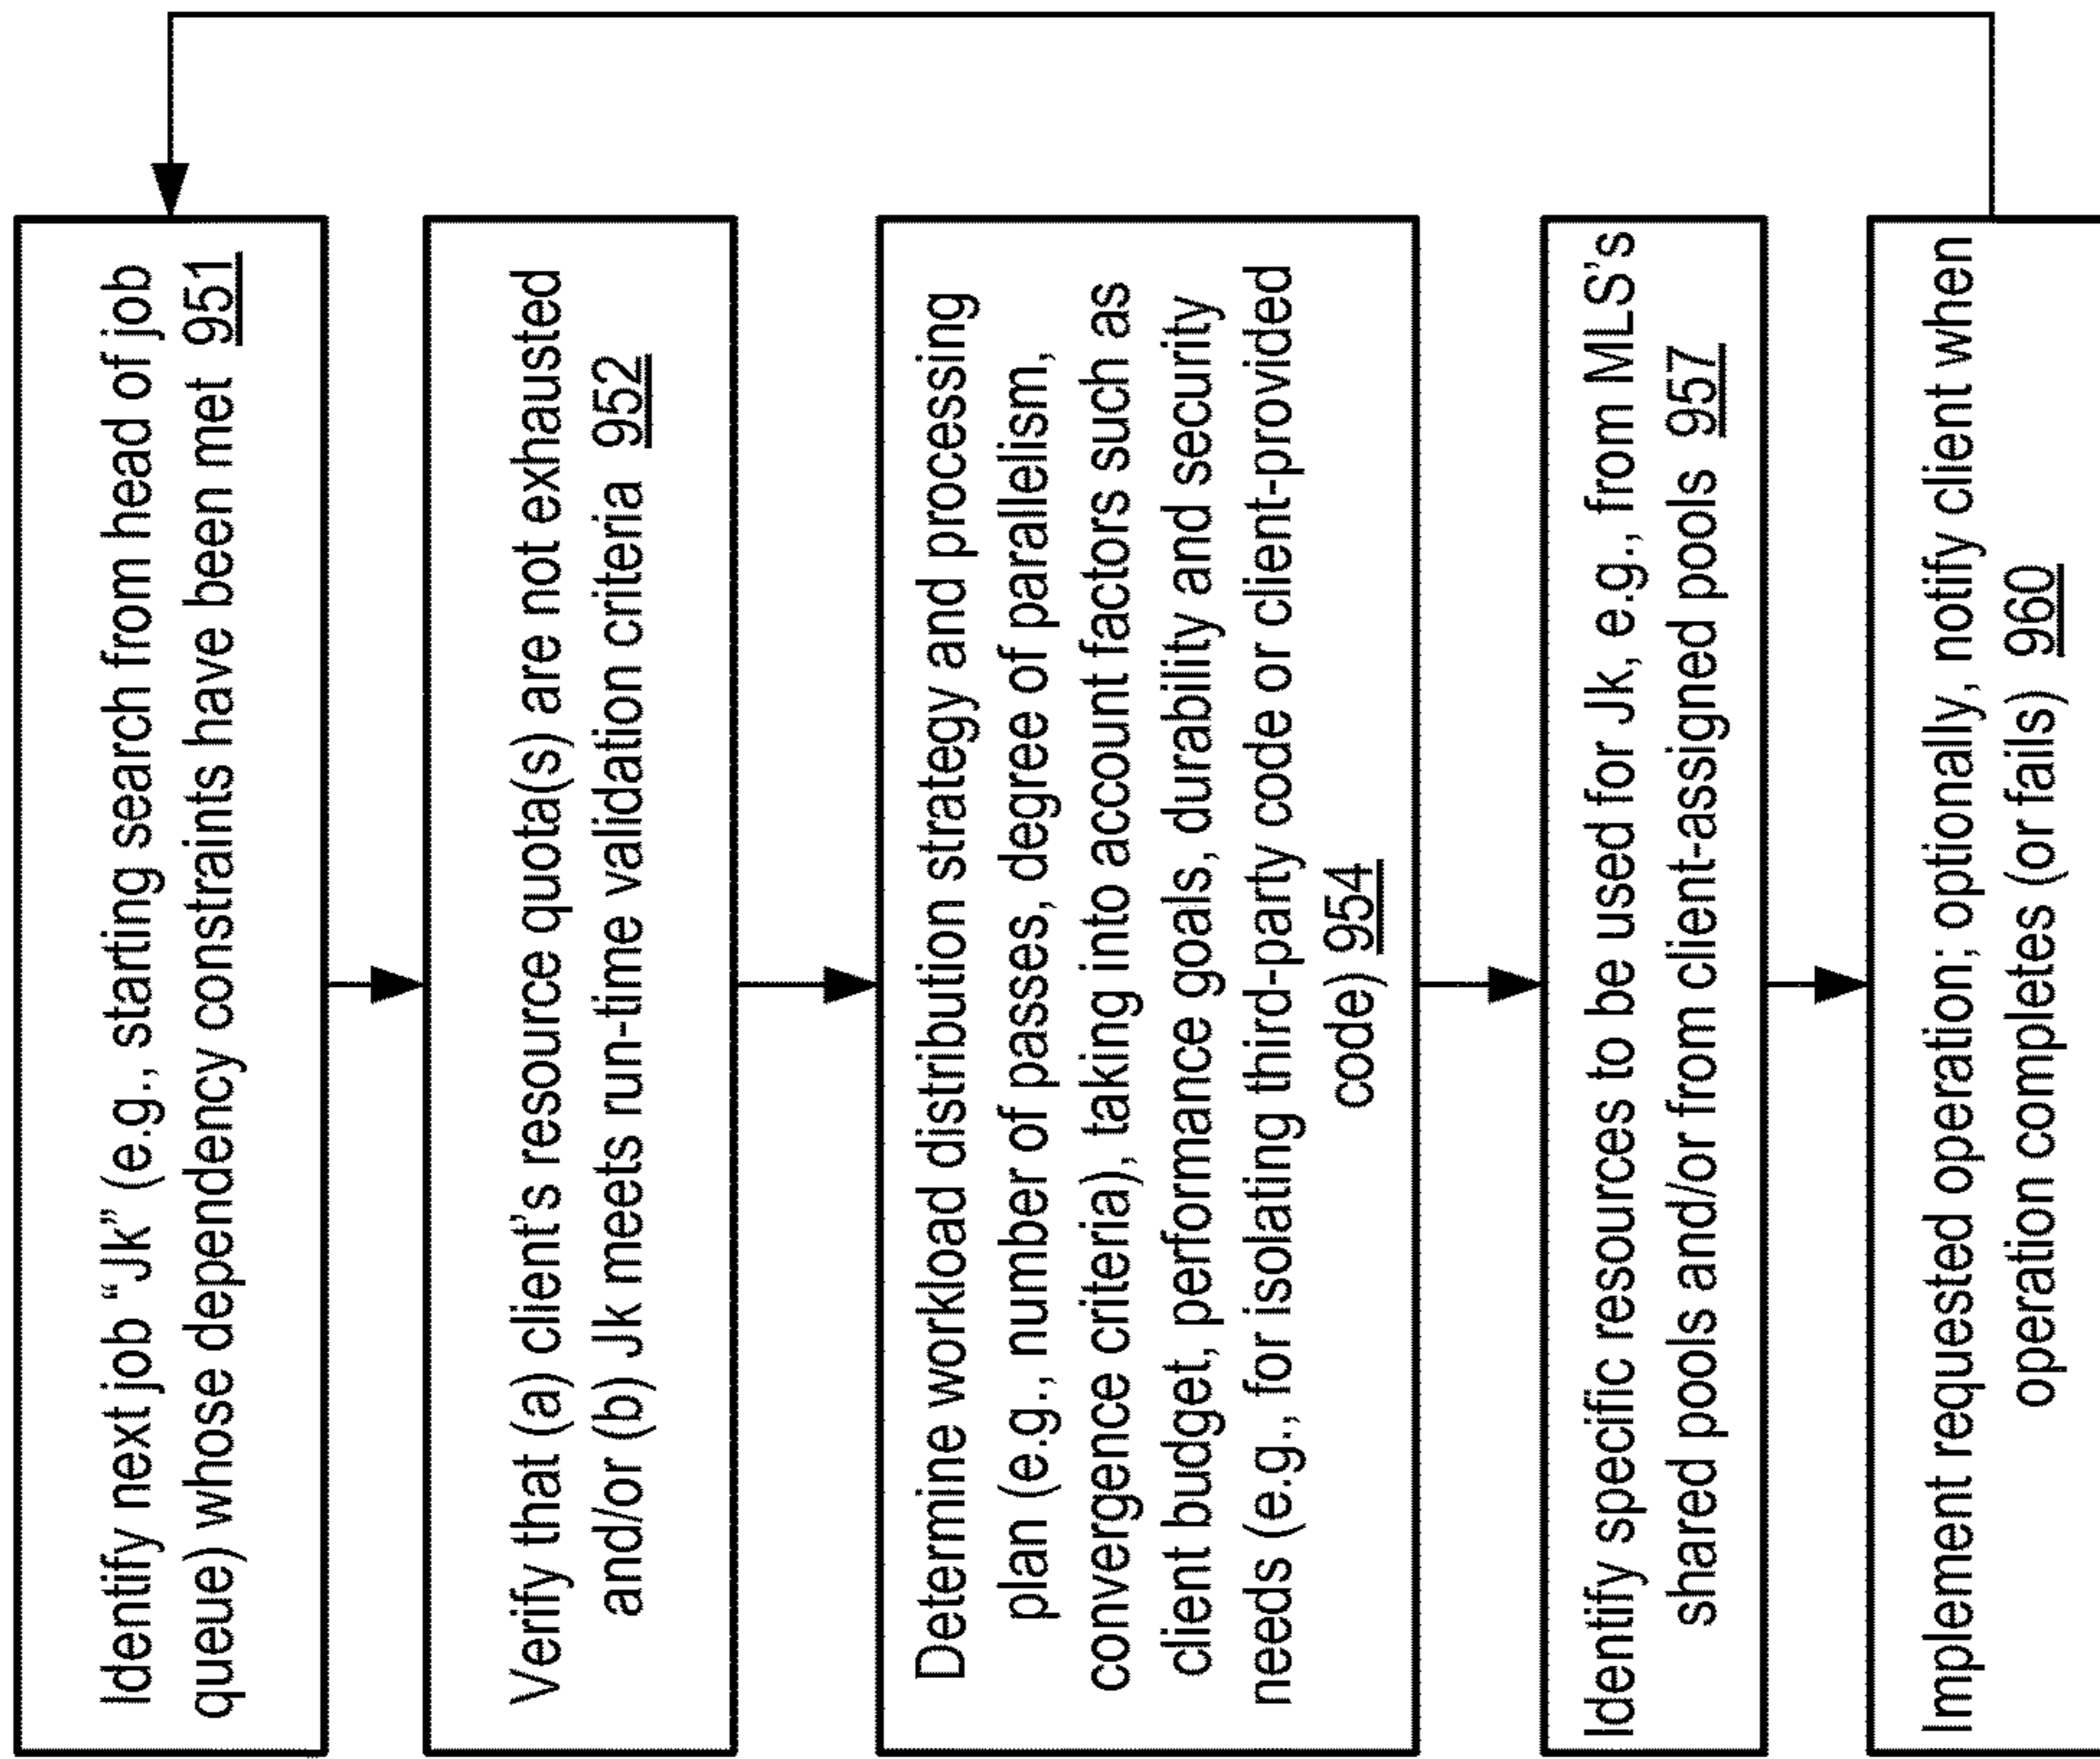 Identify next job “Jk” (e.g., starting search from head of job
queue) whose dependency constraints have been met 951
Verify that (a) client’s resource quota(s) are not exhausted
and/or (b) Jk meets run-time validation criteria 952
Determine workload distribution strategy and processing
plan (e.g., number of passes, degree of parallelism,
convergence criteria), taking into account factors such as
client budget, performance goals, durability and security
needs (e.g., for isolating third-party code or client-provided
code) 954
Identify specific resources to be used for Jk, e.g., from MLS’s
shared pools and/or from client-assigned pools 957
Implement requested operation; optionally, notify client when
operation completes (or fails) 960